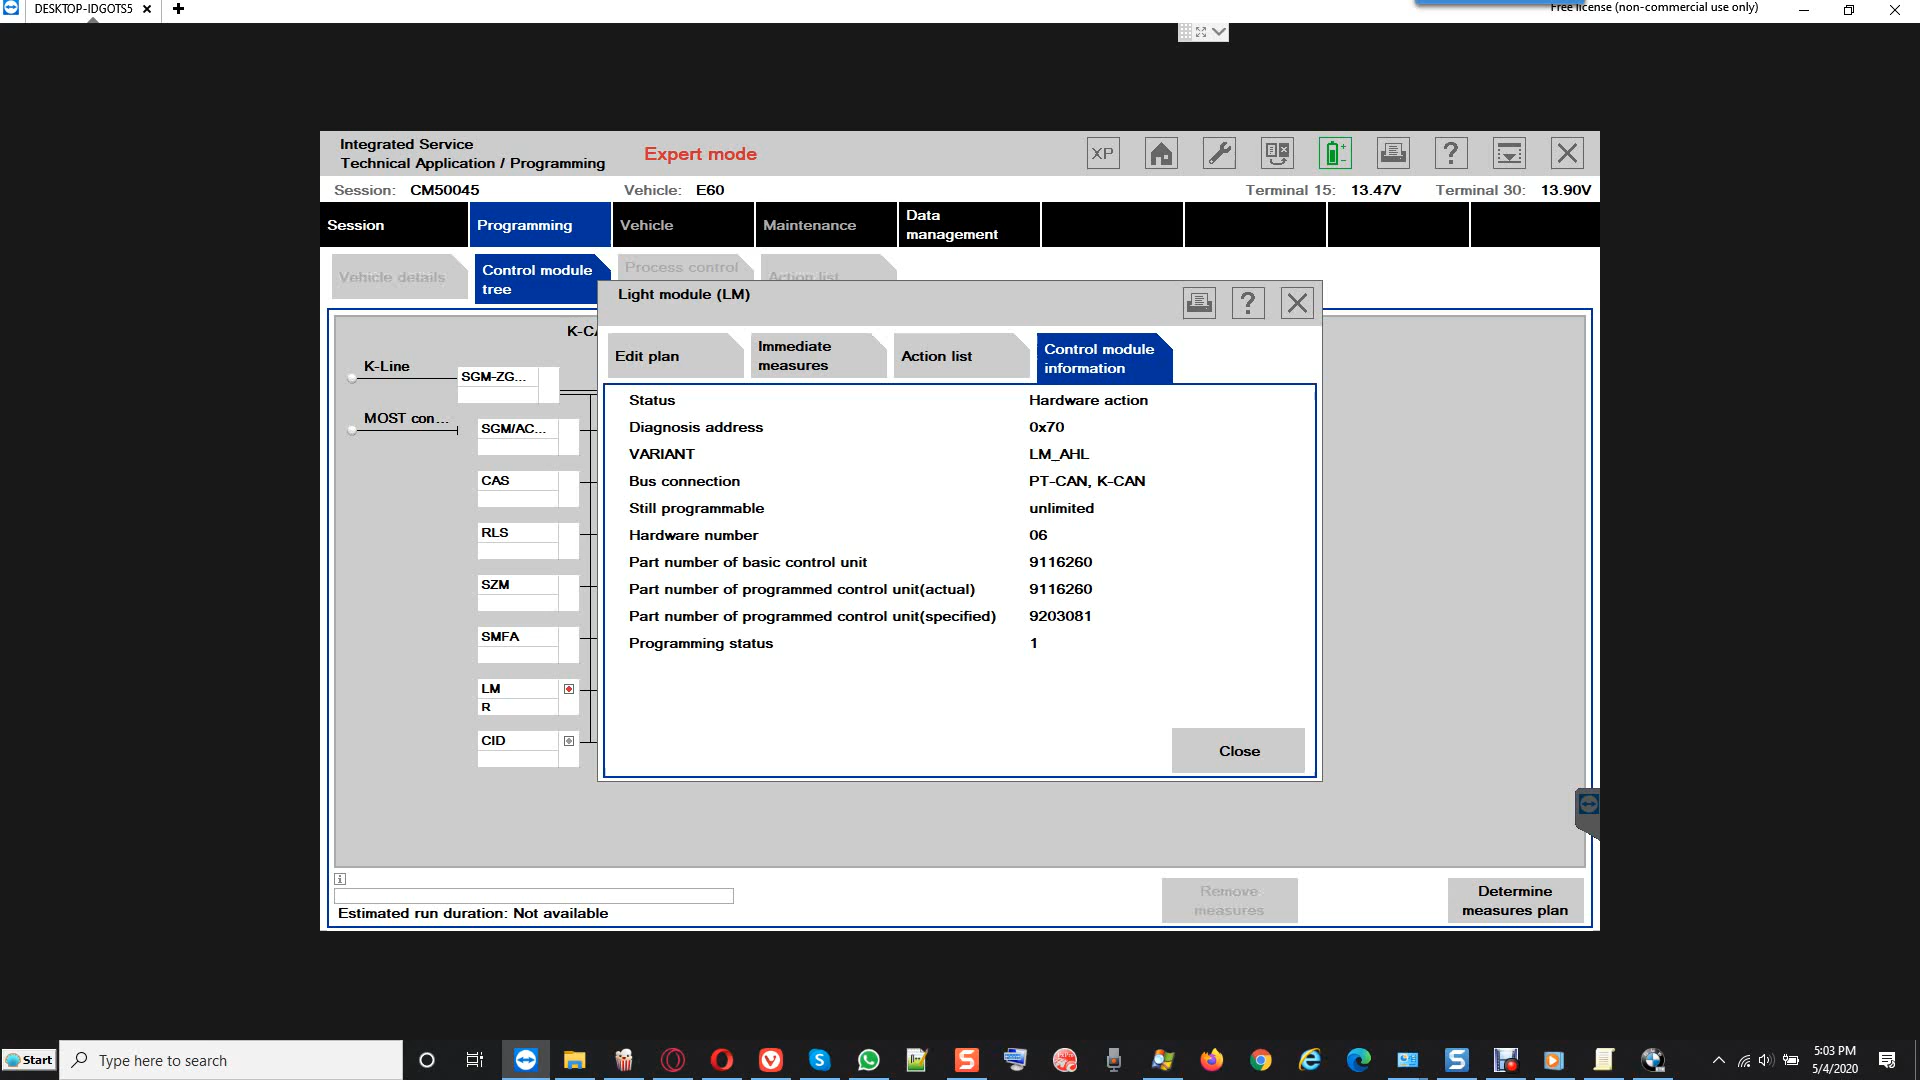 DESKTOP-IDGOTS5
Free license (non-commercial use only)
Integrated Service
Technical Application / Programming
Expert mode
XP
Session: CM50045
Vehicle: E60
Terminal 15: 13.47V
Terminal 30: 13.90V
Session
Programming
Vehicle
Maintenance
Data
management
Vehicle details
Control module
tree
Process control
Action list
K-CA
K-Line
SGM-ZG...
MOST con...
SGM/AC...
CAS
RLS
SZM
SMFA
LM
R
CID
Light module (LM)
Edit plan
Immediate
measures
Action list
Control module
information
Status Hardware action
Diagnosis address 0x70
VARIANT LM_AHL
Bus connection PT-CAN, K-CAN
Still programmable unlimited
Hardware number 06
Part number of basic control unit 9116260
Part number of programmed control unit(actual) 9116260
Part number of programmed control unit(specified) 9203081
Programming status 1
Close
Estimated run duration: Not available
Remove
measures
Determine
measures plan
Start
Type here to search
5:03 PM
5/4/2020